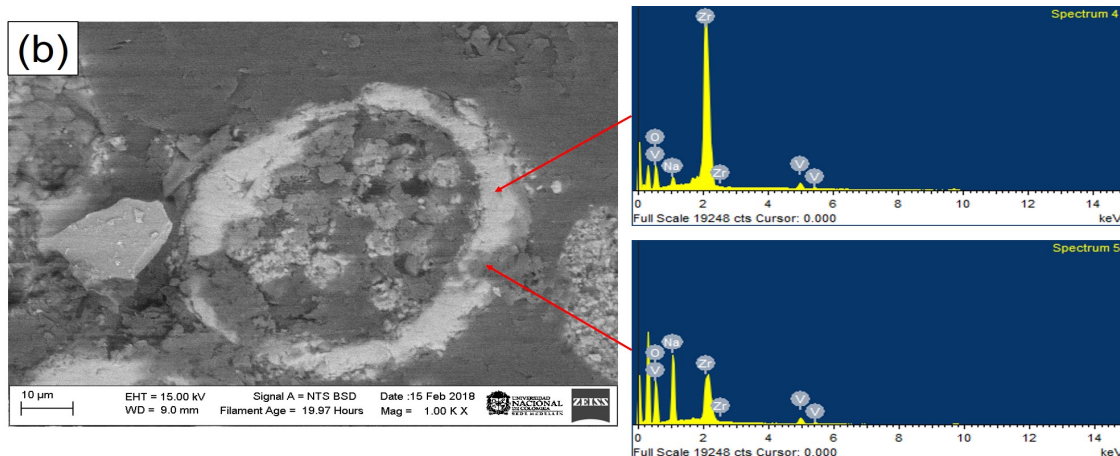 (b)
10 µm
EHT = 15.00 kV
WD = 9.0 mm
Signal A = NTS BSD
Filament Age = 19.97 Hours
Date :15 Feb 2018
Mag = 1.00 K X
UNIVERSIDAD
NACIONAL
DE COLOMBIA
SEDE MEDELLÍN
ZEISS
Spectrum 4
Zr
O
V
Na
Zr
V
V
0 2 4 6 8 10 12 14
Full Scale 19248 cts Cursor: 0.000
keV
Spectrum 5
O
Na
Zr
V
Zr
V
V
0 2 4 6 8 10 12 14
Full Scale 19248 cts Cursor: 0.000
keV